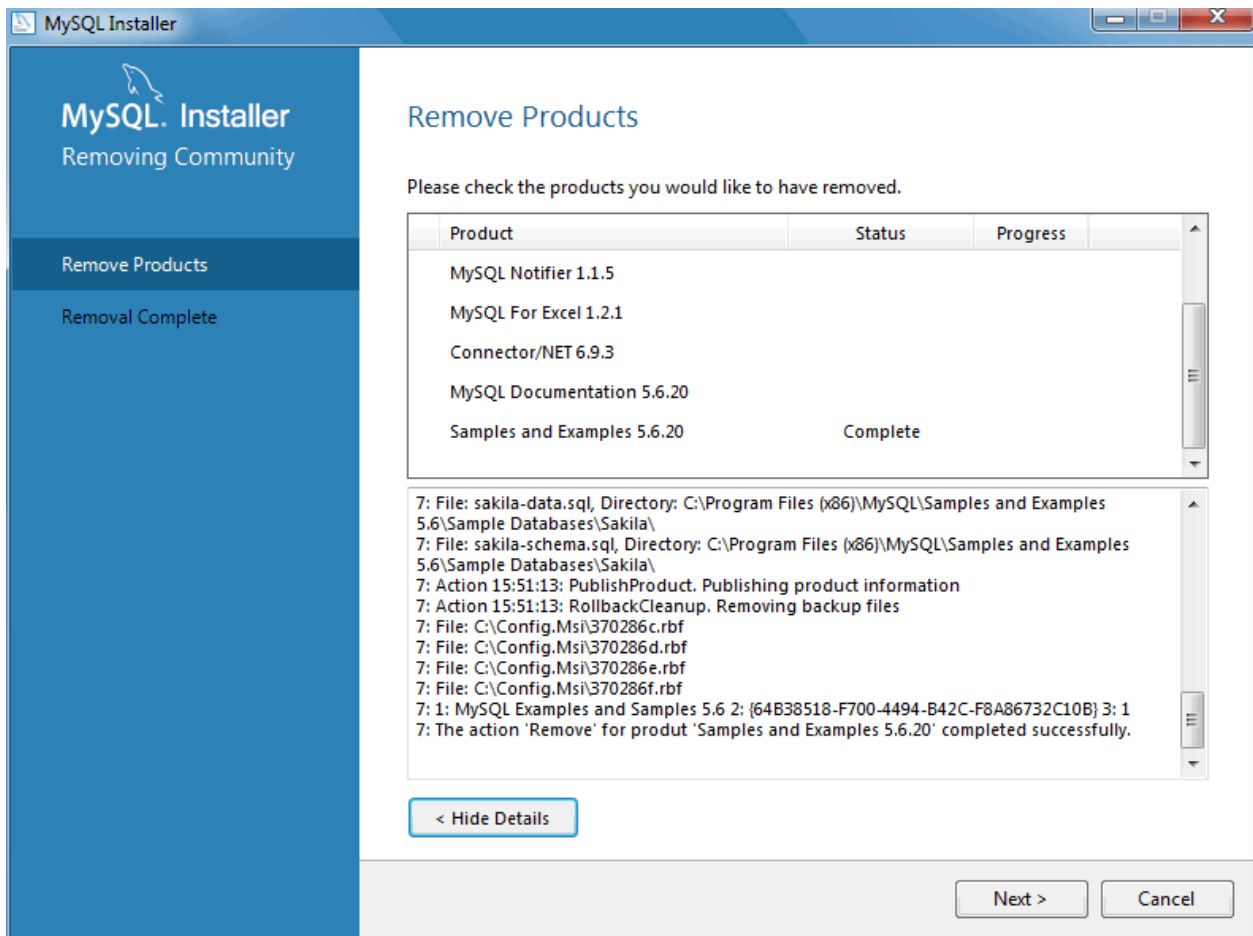 MySQL Installer
MySQL. Installer
Removing Community
Remove Products
Removal Complete
Remove Products
Please check the products you would like to have removed.
Product Status Progress
MySQL Notifier 1.1.5
MySQL For Excel 1.2.1
Connector/NET 6.9.3
MySQL Documentation 5.6.20
Samples and Examples 5.6.20 Complete
7: File: sakila-data.sql, Directory: C:\Program Files (x86)\MySQL\Samples and Examples
5.6\Sample Databases\Sakila\
7: File: sakila-schema.sql, Directory: C:\Program Files (x86)\MySQL\Samples and Examples
5.6\Sample Databases\Sakila\
7: Action 15:51:13: PublishProduct. Publishing product information
7: Action 15:51:13: RollbackCleanup. Removing backup files
7: File: C:\Config.Msi\370286c.rbf
7: File: C:\Config.Msi\370286d.rbf
7: File: C:\Config.Msi\370286e.rbf
7: File: C:\Config.Msi\370286f.rbf
7: 1: MySQL Examples and Samples 5.6 2: {64B38518-F700-4494-B42C-F8A86732C10B} 3: 1
7: The action 'Remove' for produt 'Samples and Examples 5.6.20' completed successfully.
< Hide Details
Next >
Cancel